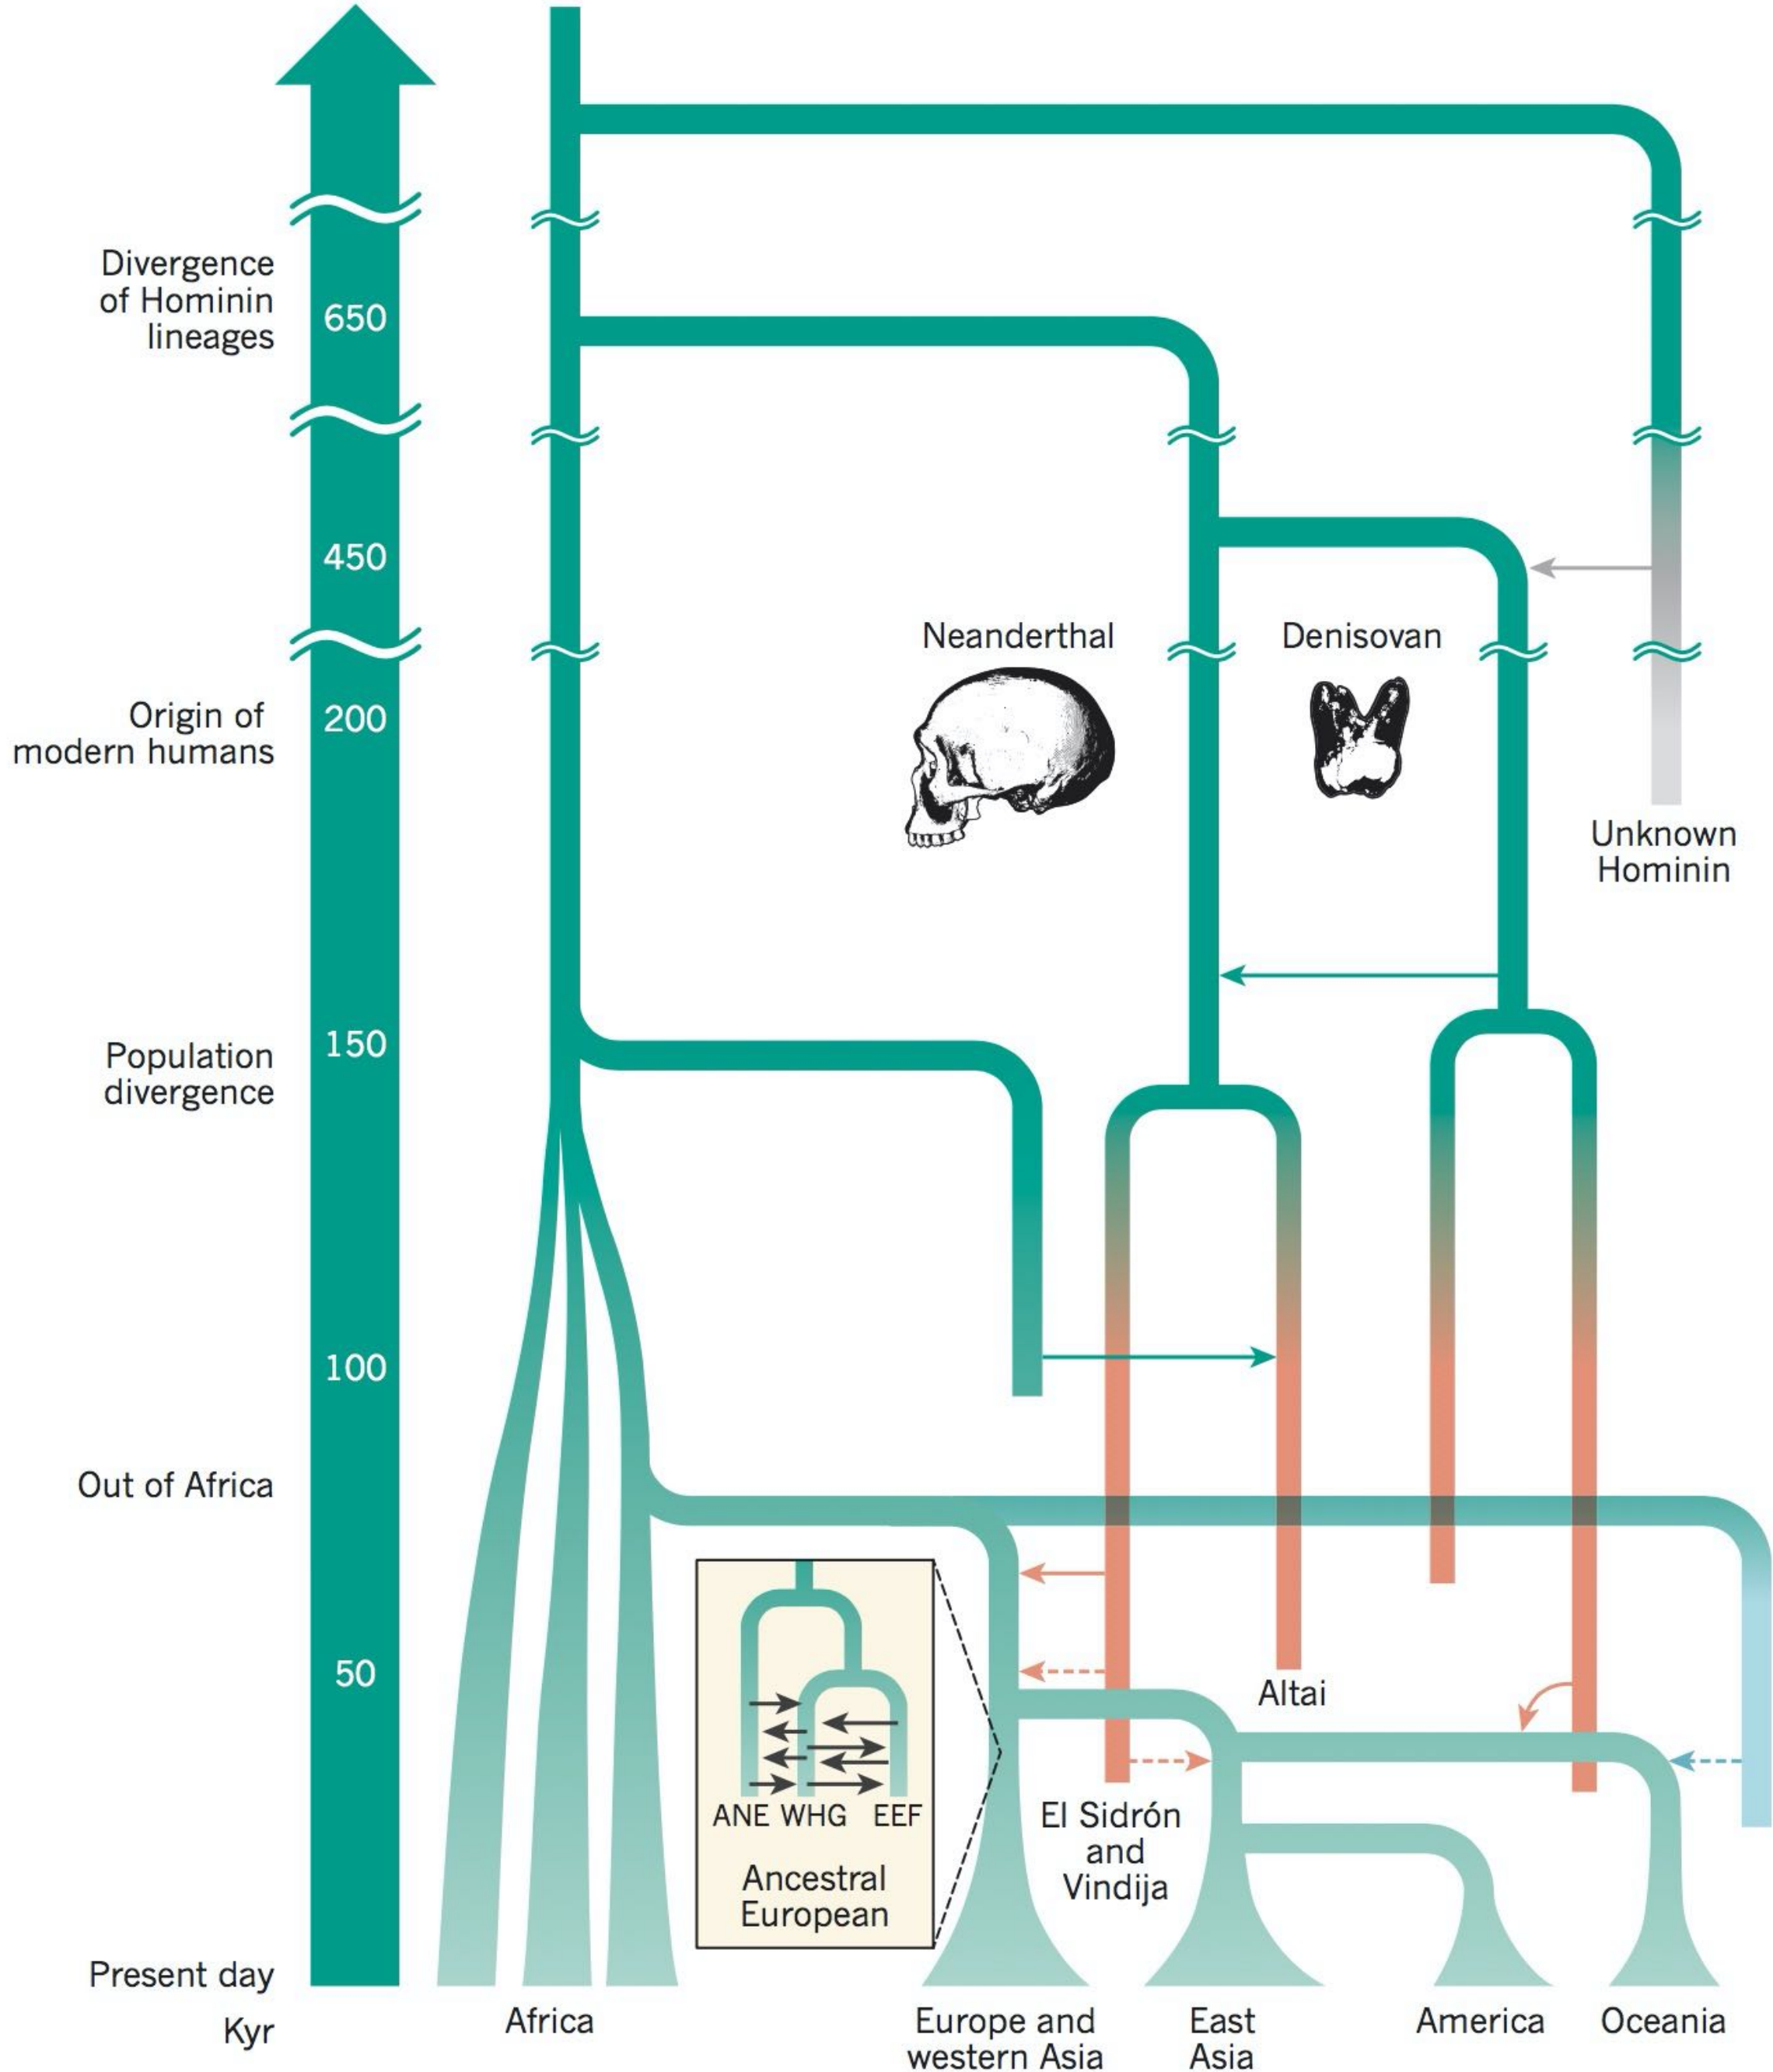 Divergence
of Hominin
lineages
650
450
Neanderthal
Denisovan
Origin of
modern humans
200
Unknown
Hominin
Population
divergence
150
100
Out of Africa
50
Altai
ANE WHG EEF
Ancestral
European
El Sidrón
and
Vindija
Present day
Kyr
Africa
Europe and
western Asia
East
Asia
America
Oceania